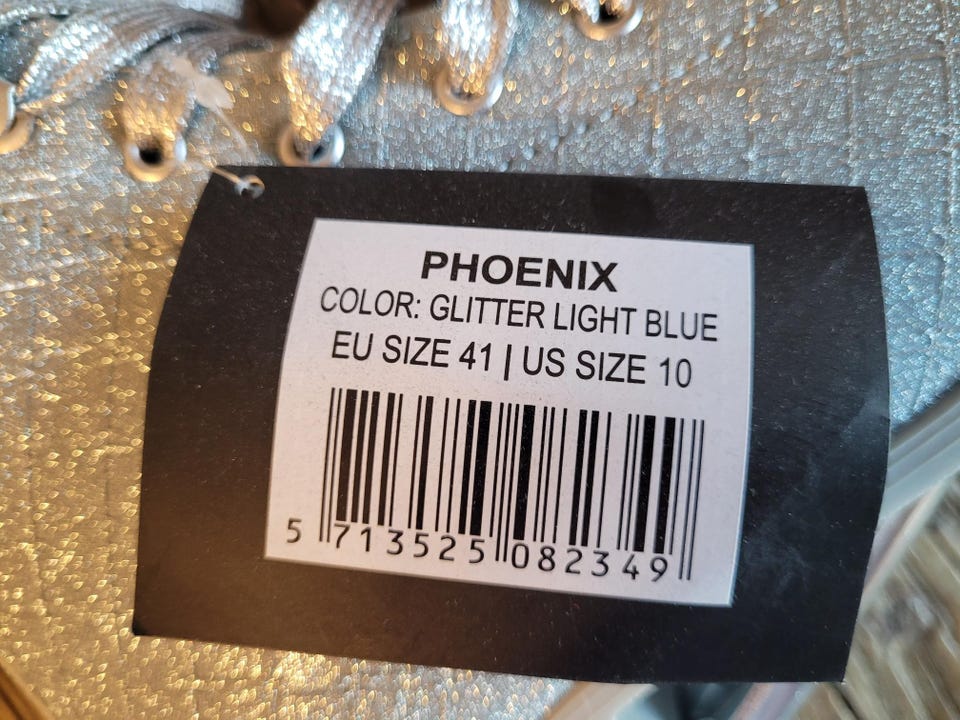 PHOENIX
COLOR: GLITTER LIGHT BLUE
EU SIZE 41 | US SIZE 10
5 713525 082349